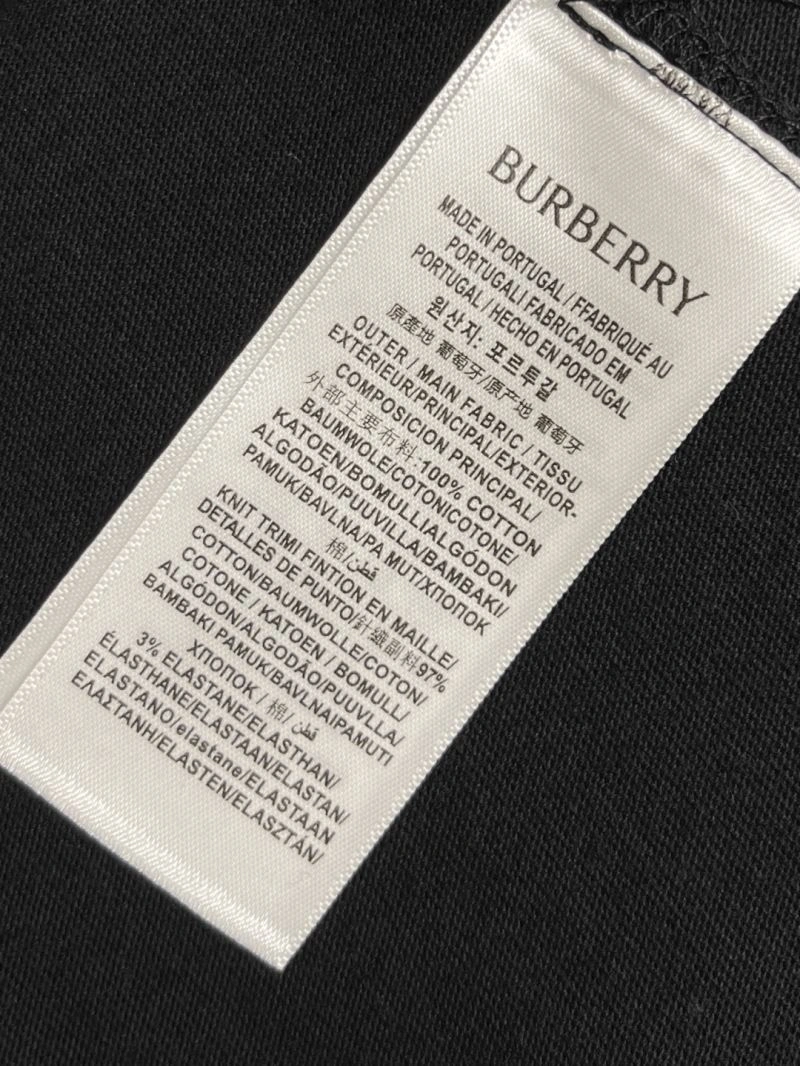 BURBERRY
MADE IN PORTUGAL / FFABRIQUÉ AU
PORTUGALI FABRICADO EM
PORTUGAL / HECHO EN PORTUGAL
원산지: 포르투갈
原產地 葡萄牙/原产地 葡萄牙
OUTER / MAIN FABRIC / TISSU
EXTÉRIEUR/PRINCIPAL/EXTERIOR-
COMPOSICION PRINCIPAL/
外部主要布料:100% COTTON
BAUMWOLE/COTONICOTONE/
KATOEN/BOMULLIALGÓDON
ALGODÃO/PUUVILLA/BAMBAKI/
PAMUK/BAVLNA/PA MUT/ХПОПОК
棉/قطن
KNIT TRIMI FINTION EN MAILLE/
DETALLES DE PUNTO/針織副料97%
COTTON/BAUMWOLLE/COTON/
COTONE / KATOEN / BOMULL/
ALGODÓN/ALGODÃO/PUUVLLA/
BAMBAKI PAMUK/BAVLNAIPAMUTI
ХПОПОК / 棉/ قطن
3% ELASTANE/ELASTHAN/
ÉLASTHANE/ELASTAAN/ELASTAN/
ELASTANO/elastane/ELASTAAN
ΕΛΑΣΤΑΝΗ/ELASTEN/ELASZTÁN/